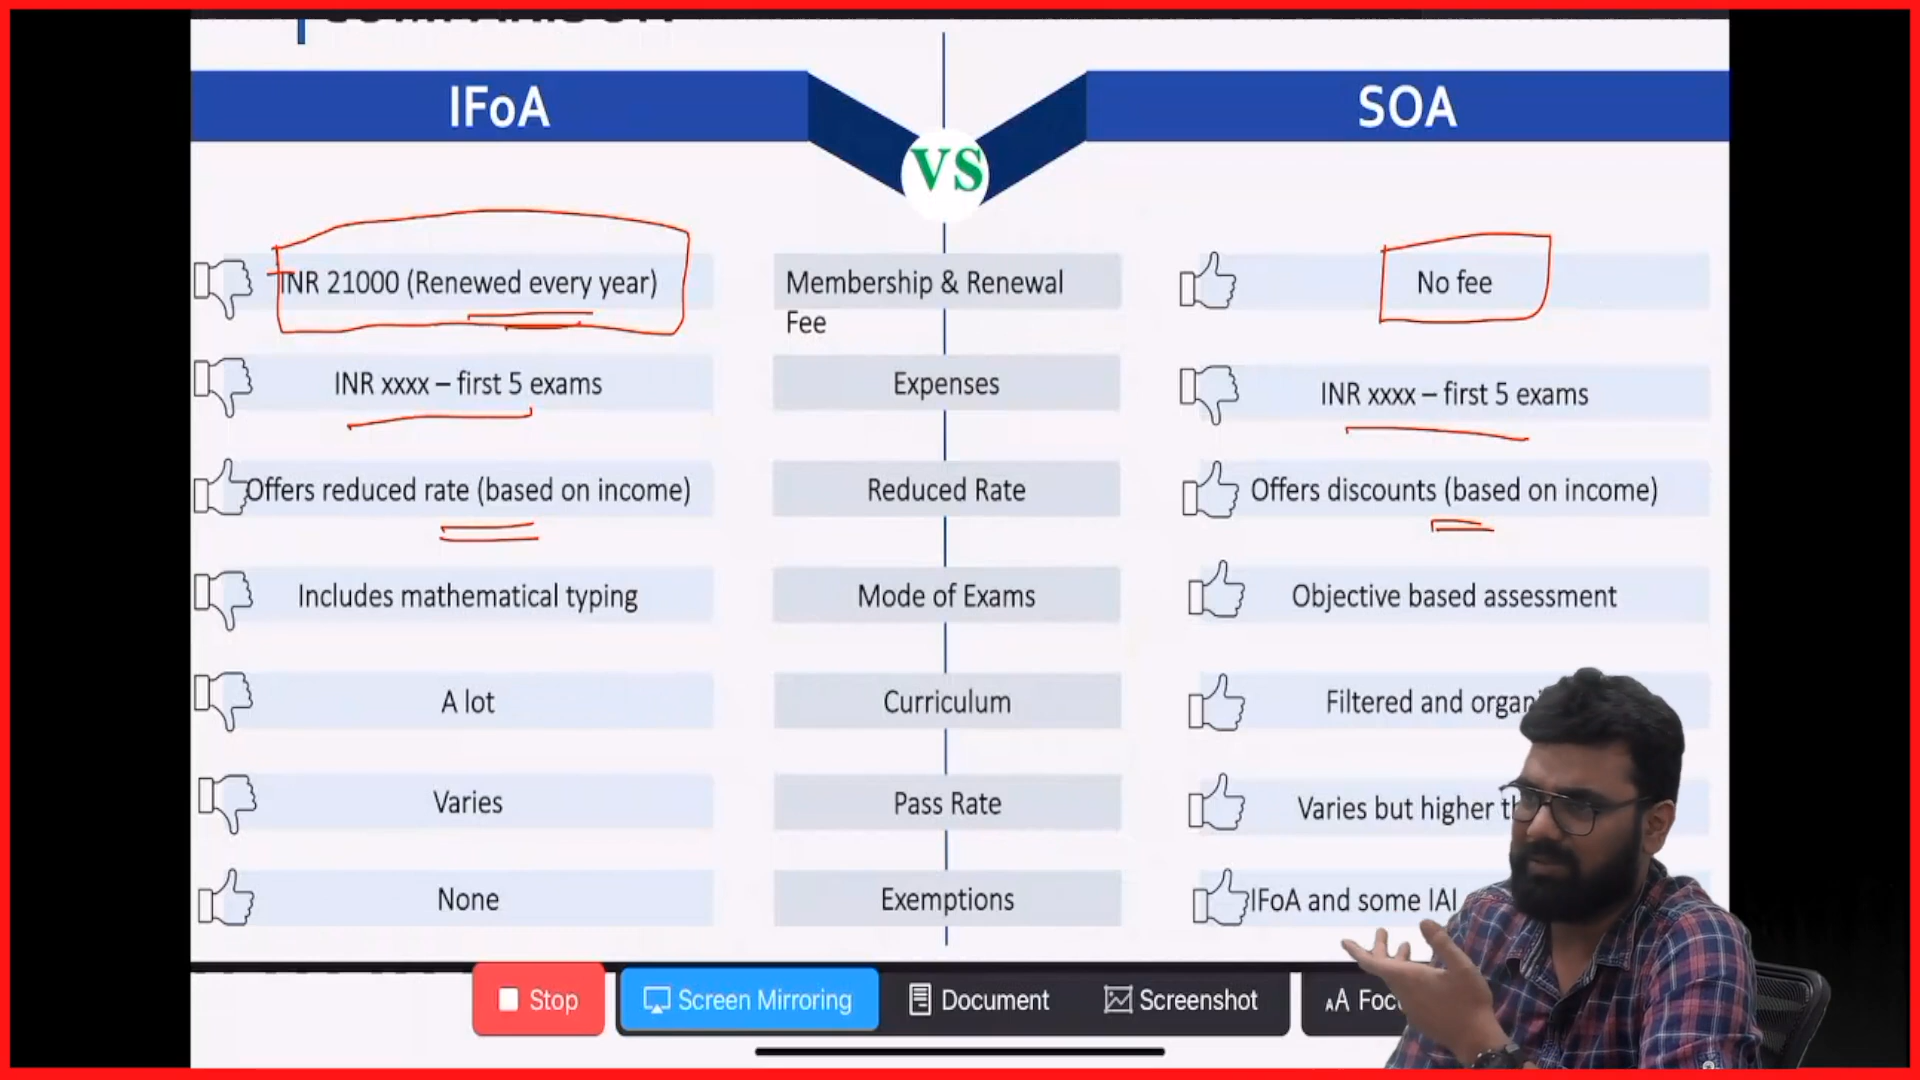 IFoA
SOA
VS
INR 21000 (Renewed every year)
Membership & Renewal
Fee
No fee
INR xxxx – first 5 exams
Expenses
INR xxxx – first 5 exams
Offers reduced rate (based on income)
Reduced Rate
Offers discounts (based on income)
Includes mathematical typing
Mode of Exams
Objective based assessment
A lot
Curriculum
Filtered and
Varies
Pass Rate
Varies but higher
None
Exemptions
IFoA and some IAI
Stop
Screen Mirroring
Document
Screenshot
AA